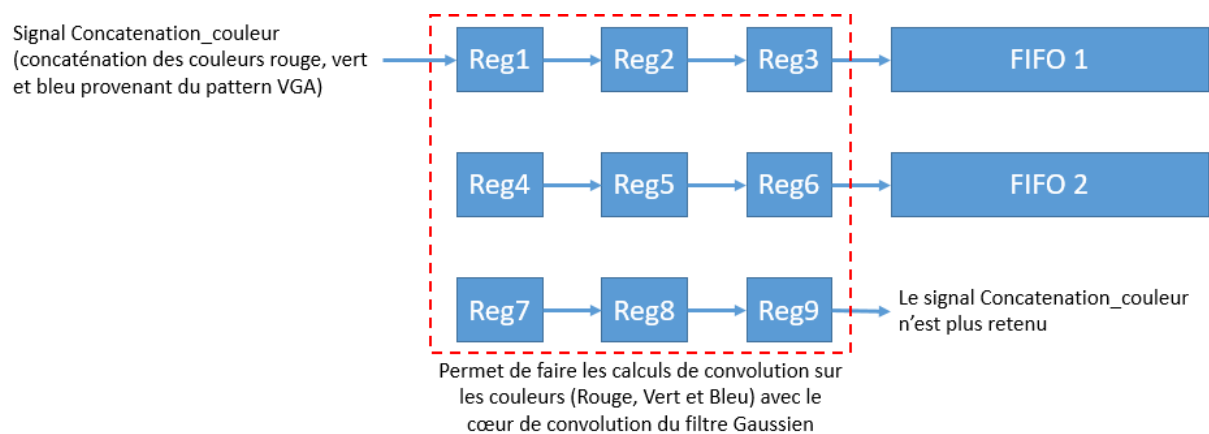 Signal Concatenation_couleur
(concaténation des couleurs rouge, vert
et bleu provenant du pattern VGA)
Reg1
Reg2
Reg3
FIFO 1
Reg4
Reg5
Reg6
FIFO 2
Reg7
Reg8
Reg9
Le signal Concatenation_couleur
n'est plus retenu
Permet de faire les calculs de convolution sur
les couleurs (Rouge, Vert et Bleu) avec le
cœur de convolution du filtre Gaussien